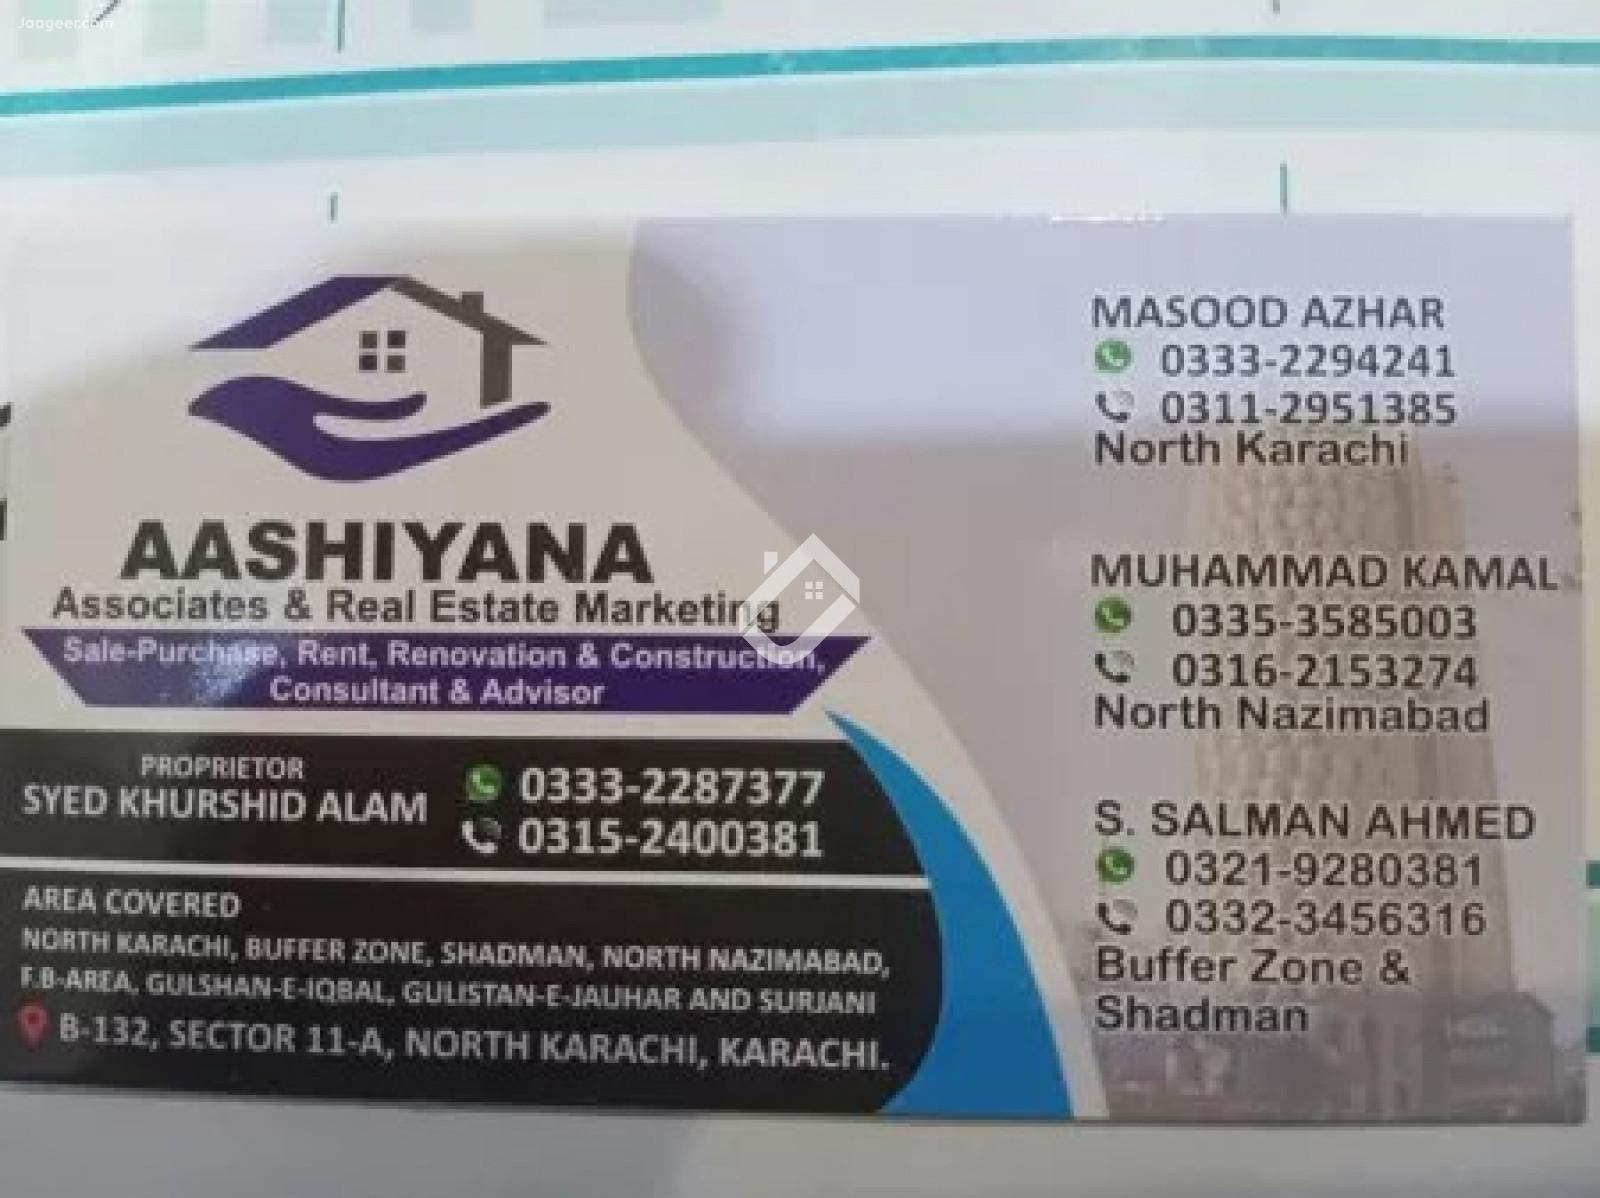 Jaageer.com
AASHIYANA
Associates & Real Estate Marketing
Sale-Purchase, Rent, Renovation & Construction,
Consultant & Advisor
PROPRIETOR
SYED KHURSHID ALAM
0333-2287377
0315-2400381
AREA COVERED
NORTH KARACHI, BUFFER ZONE, SHADMAN, NORTH NAZIMABAD,
F.B-AREA, GULSHAN-E-IQBAL, GULISTAN-E-JAUHAR AND SURJANI
B-132, SECTOR 11-A, NORTH KARACHI, KARACHI.
MASOOD AZHAR
0333-2294241
0311-2951385
North Karachi
MUHAMMAD KAMAL
0335-3585003
0316-2153274
North Nazimabad
S. SALMAN AHMED
0321-9280381
0332-3456316
Buffer Zone &
Shadman